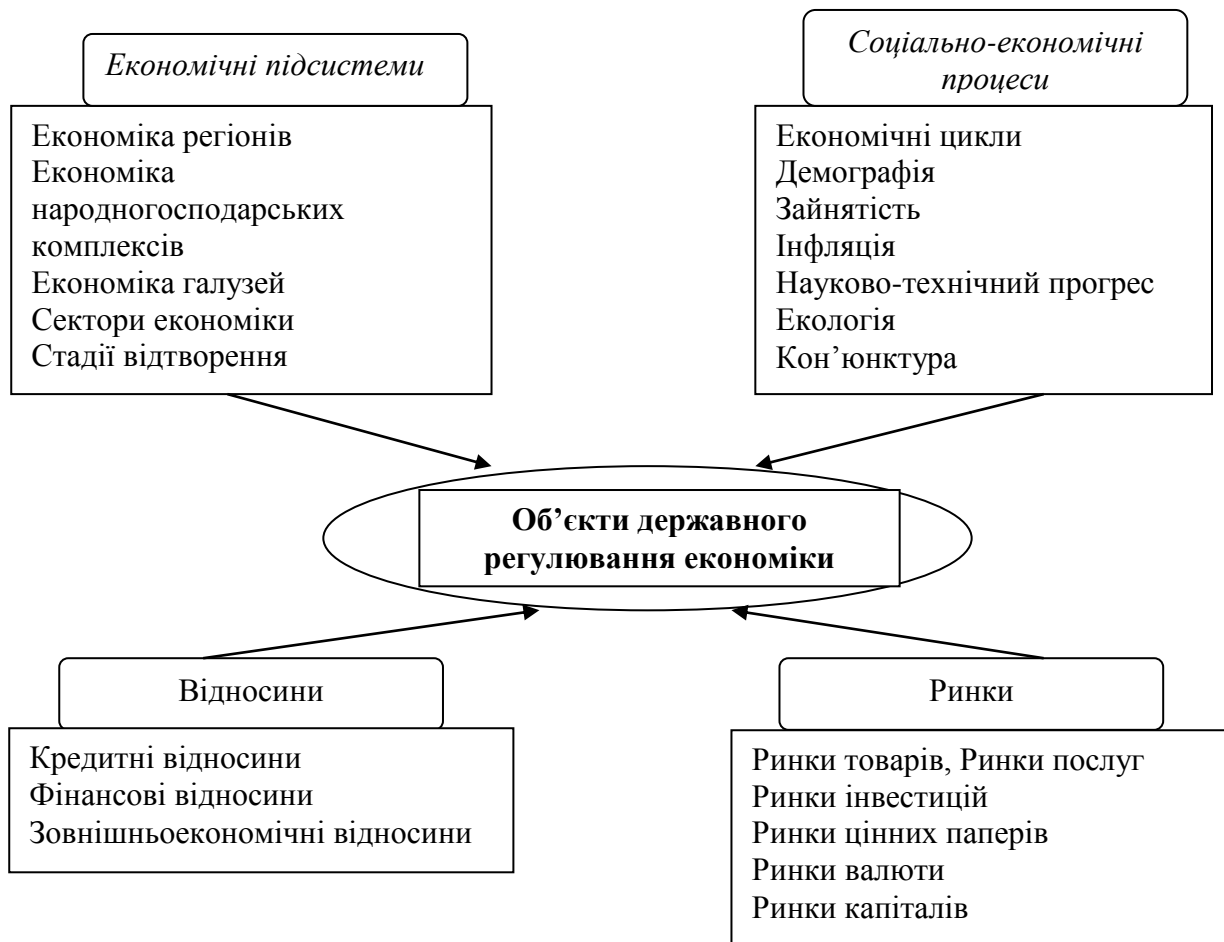 Економічні підсистеми
Економіка регіонів
Економіка
народногосподарських
комплексів
Економіка галузей
Сектори економіки
Стадії відтворення
Соціально-економічні
процеси
Економічні цикли
Демографія
Зайнятість
Інфляція
Науково-технічний прогрес
Екологія
Кон’юнктура
Об’єкти державного
регулювання економіки
Відносини
Кредитні відносини
Фінансові відносини
Зовнішньоекономічні відносини
Ринки
Ринки товарів, Ринки послуг
Ринки інвестицій
Ринки цінних паперів
Ринки валюти
Ринки капіталів